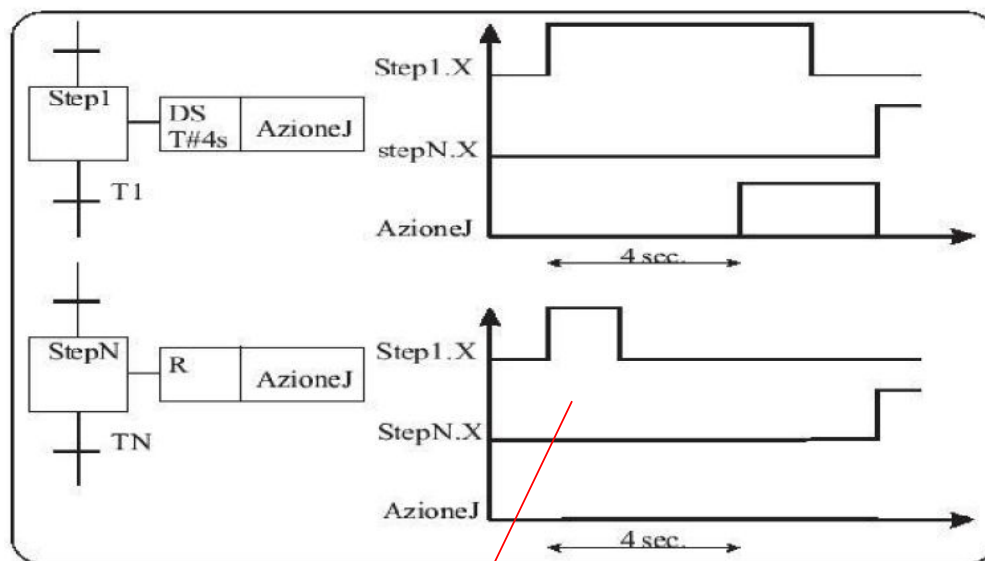 Step1
DS
T#4s
AzioneJ
T1
Step1.X
stepN.X
AzioneJ
4 sec.
StepN
R
AzioneJ
TN
Step1.X
StepN.X
AzioneJ
4 sec.